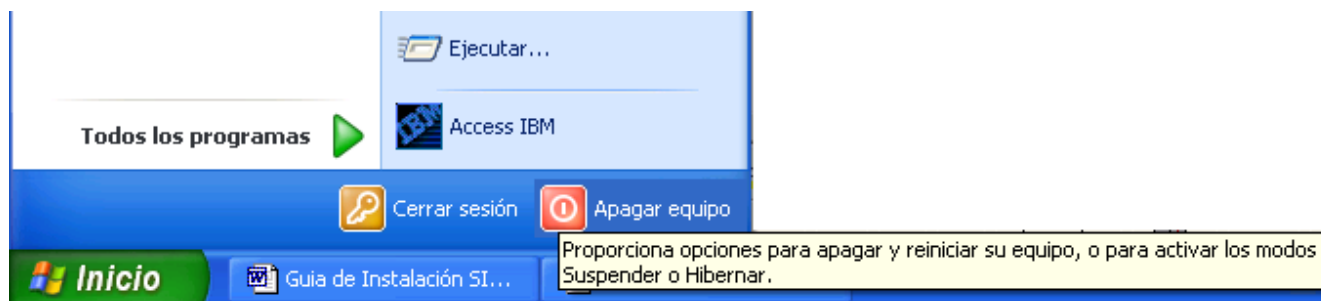 Ejecutar...
Todos los programas
IBM
Access IBM
Cerrar sesión
Apagar equipo
Proporciona opciones para apagar y reiniciar su equipo, o para activar los modos
Suspender o Hibernar.
Inicio
Guia de Instalación SI...